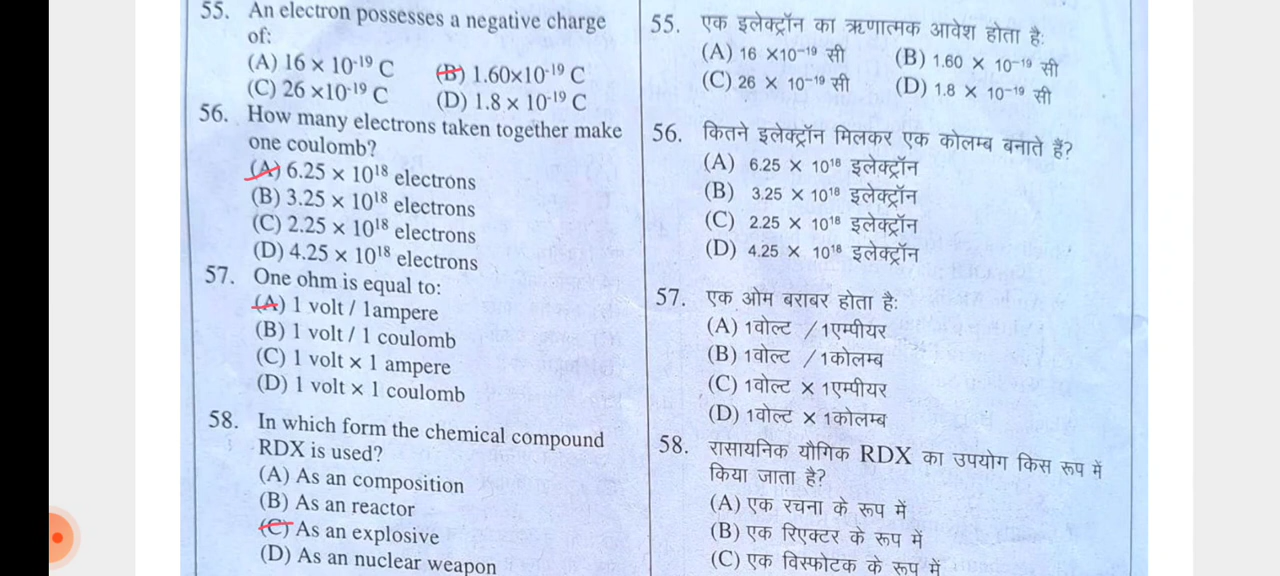 55. An electron possesses a negative charge
of:
(A) 16 × 10⁻¹⁹ C (B) 1.60×10⁻¹⁹ C
(C) 26 ×10⁻¹⁹ C (D) 1.8 × 10⁻¹⁹ C
56. How many electrons taken together make
one coulomb?
(A) 6.25 × 10¹⁸ electrons
(B) 3.25 × 10¹⁸ electrons
(C) 2.25 × 10¹⁸ electrons
(D) 4.25 × 10¹⁸ electrons
57. One ohm is equal to:
(A) 1 volt / 1ampere
(B) 1 volt / 1 coulomb
(C) 1 volt × 1 ampere
(D) 1 volt × 1 coulomb
58. In which form the chemical compound
RDX is used?
(A) As an composition
(B) As an reactor
(C) As an explosive
(D) As an nuclear weapon
55. एक इलेक्ट्रॉन का ऋणात्मक आवेश होता है:
(A) 16 ×10⁻¹⁹ सी (B) 1.60 × 10⁻¹⁹ सी
(C) 26 × 10⁻¹⁹ सी (D) 1.8 × 10⁻¹⁹ सी
56. कितने इलेक्ट्रॉन मिलकर एक कोलम्ब बनाते हैं?
(A) 6.25 × 10¹⁸ इलेक्ट्रॉन
(B) 3.25 × 10¹⁸ इलेक्ट्रॉन
(C) 2.25 × 10¹⁸ इलेक्ट्रॉन
(D) 4.25 × 10¹⁸ इलेक्ट्रॉन
57. एक ओम बराबर होता है:
(A) 1वोल्ट /1एम्पीयर
(B) 1वोल्ट /1कोलम्ब
(C) 1वोल्ट × 1एम्पीयर
(D) 1वोल्ट × 1कोलम्ब
58. रासायनिक यौगिक RDX का उपयोग किस रूप में
किया जाता है?
(A) एक रचना के रूप में
(B) एक रिएक्टर के रूप में
(C) एक विस्फोटक के रूप में